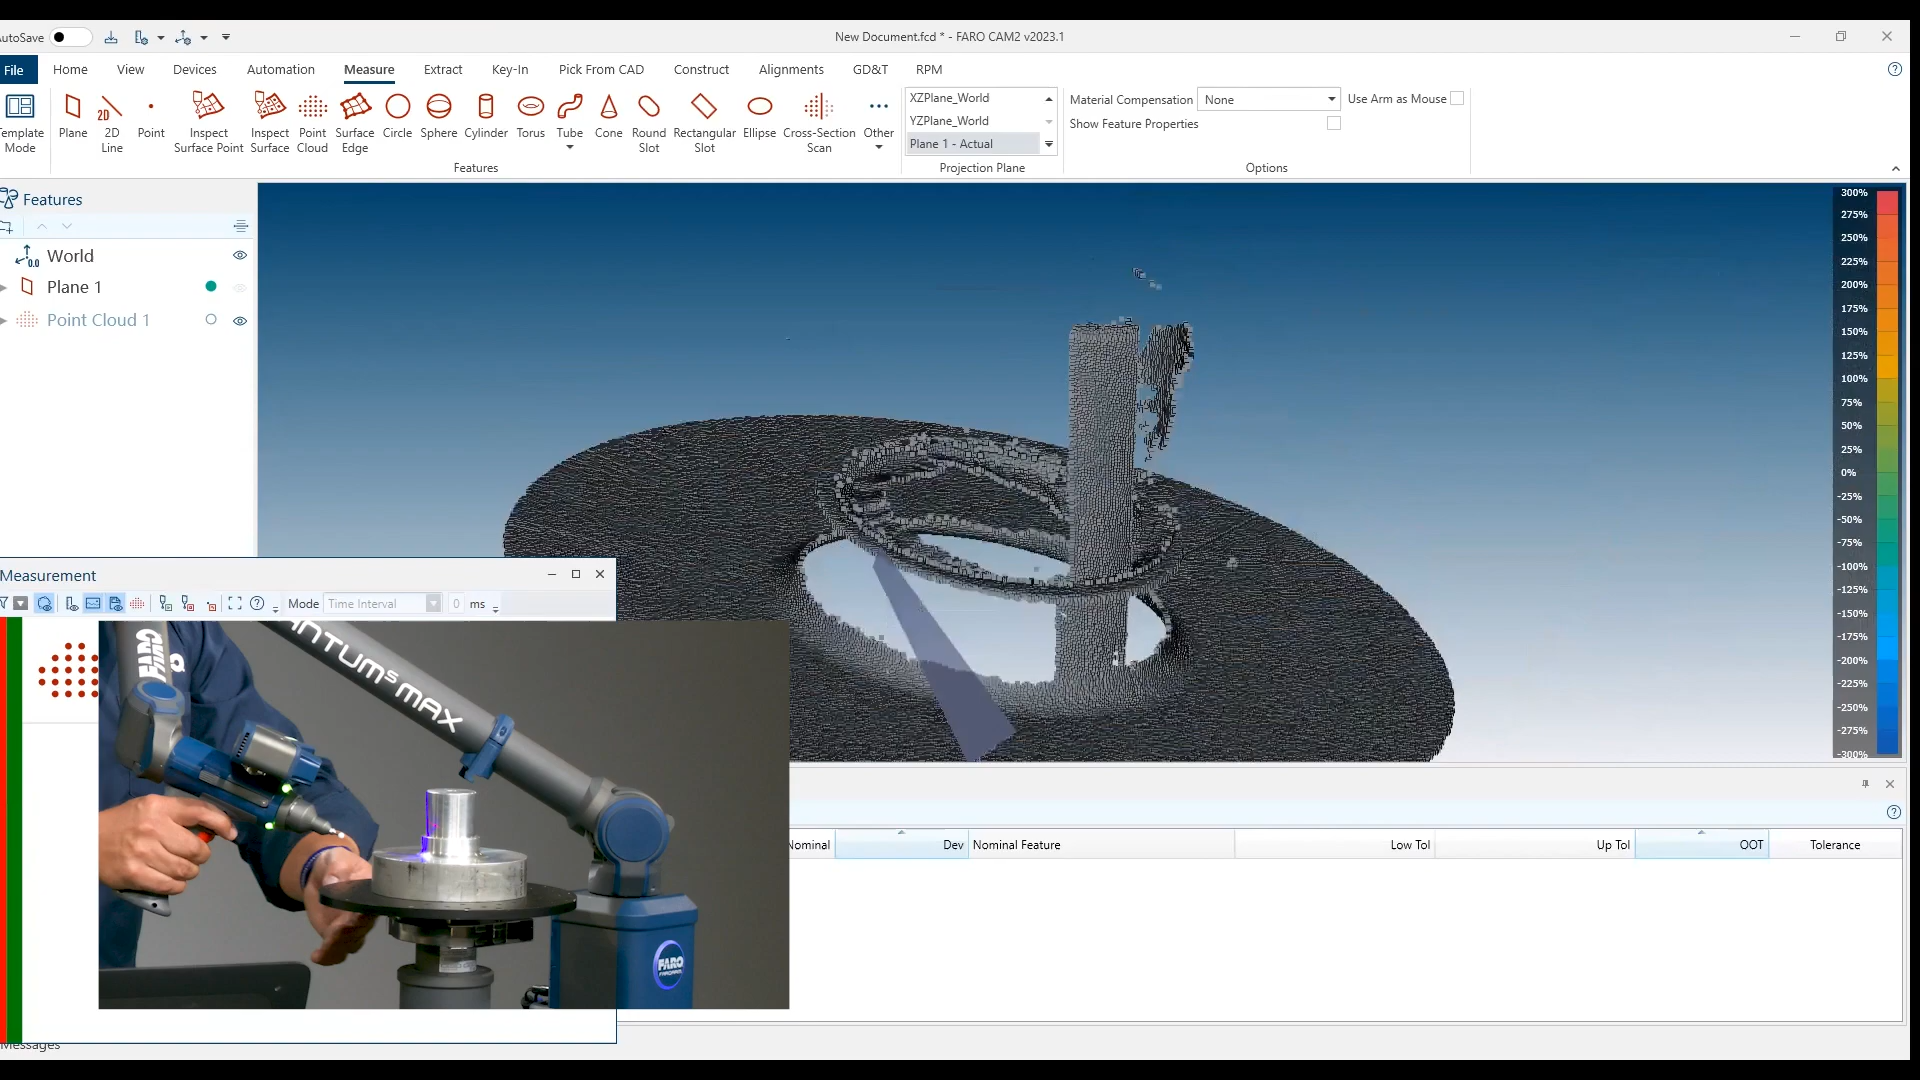 AutoSave
New Document.fcd * - FARO CAM2 v2023.1
File Home View Devices Automation Measure Extract Key-In Pick From CAD Construct Alignments GD&T RPM
Template Mode
Plane
2D Line
Point
Inspect Surface Point
Inspect Surface
Point Cloud
Surface Edge
Circle
Sphere
Cylinder
Torus
Tube
Cone
Round Slot
Rectangular Slot
Ellipse
Cross-Section Scan
Other
Features
XZPlane_World
YZPlane_World
Plane 1 - Actual
Projection Plane
Material Compensation None Use Arm as Mouse
Show Feature Properties
Options
Features
0.0 World
Plane 1
Point Cloud 1
300%
275%
250%
225%
200%
175%
150%
125%
100%
75%
50%
25%
0%
-25%
-50%
-75%
-100%
-125%
-150%
-175%
-200%
-225%
-250%
-275%
-300%
Measurement
Mode Time Interval 0 ms
FARO
QUANTUMS MAX
FARO
Nominal Dev Nominal Feature Low Tol Up Tol OOT Tolerance
Messages